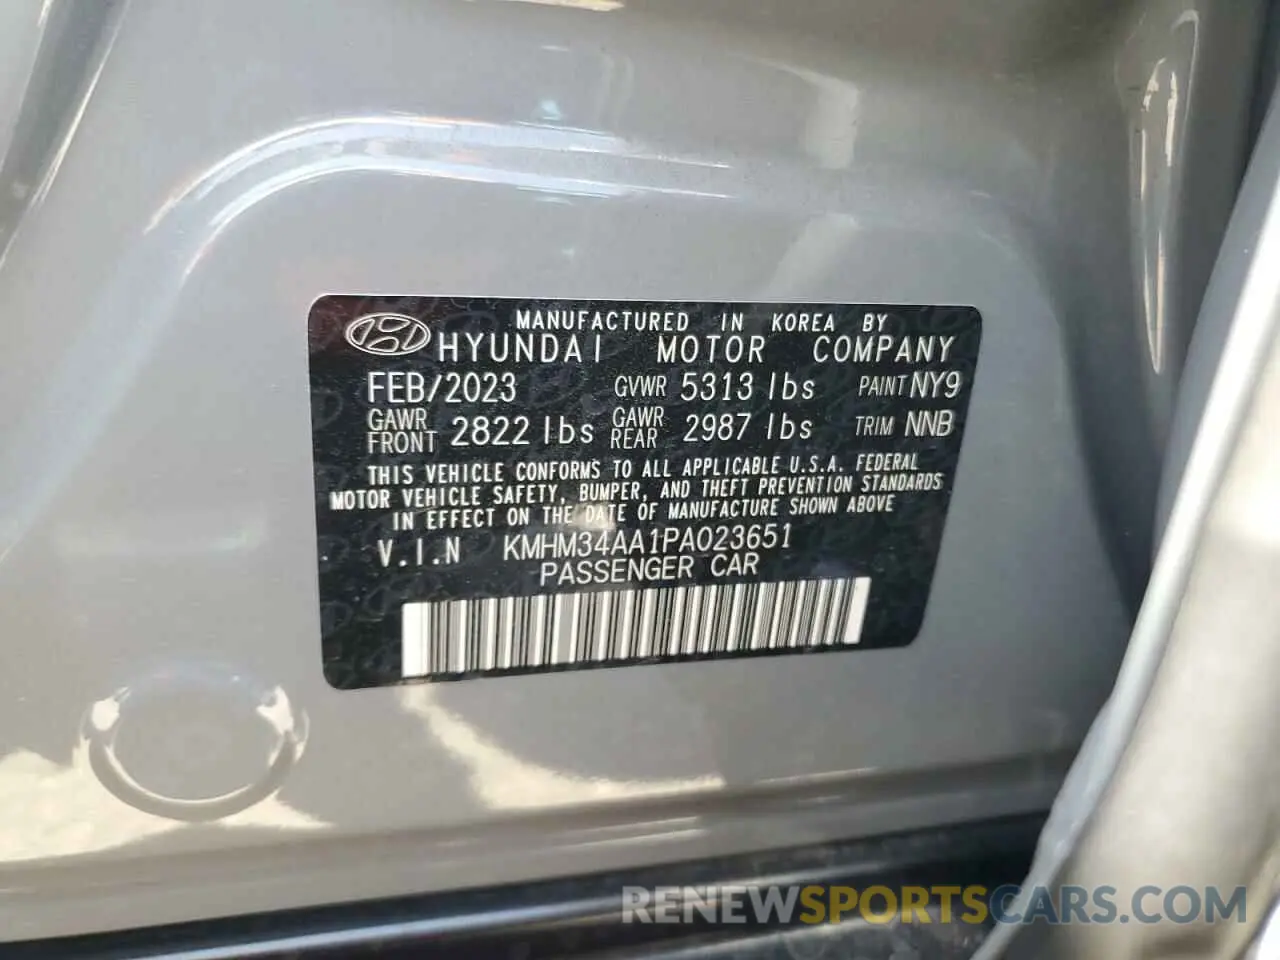 MANUFACTURED IN KOREA BY
HYUNDAI MOTOR COMPANY
FEB/2023 GVWR 5313 lbs PAINT NY9
GAWR FRONT 2822 lbs GAWR REAR 2987 lbs TRIM NNB
THIS VEHICLE CONFORMS TO ALL APPLICABLE U.S.A. FEDERAL
MOTOR VEHICLE SAFETY, BUMPER, AND THEFT PREVENTION STANDARDS
IN EFFECT ON THE DATE OF MANUFACTURE SHOWN ABOVE
V.I.N KMHM34AA1PA023651
PASSENGER CAR
RENEWSPORTSCARS.COM